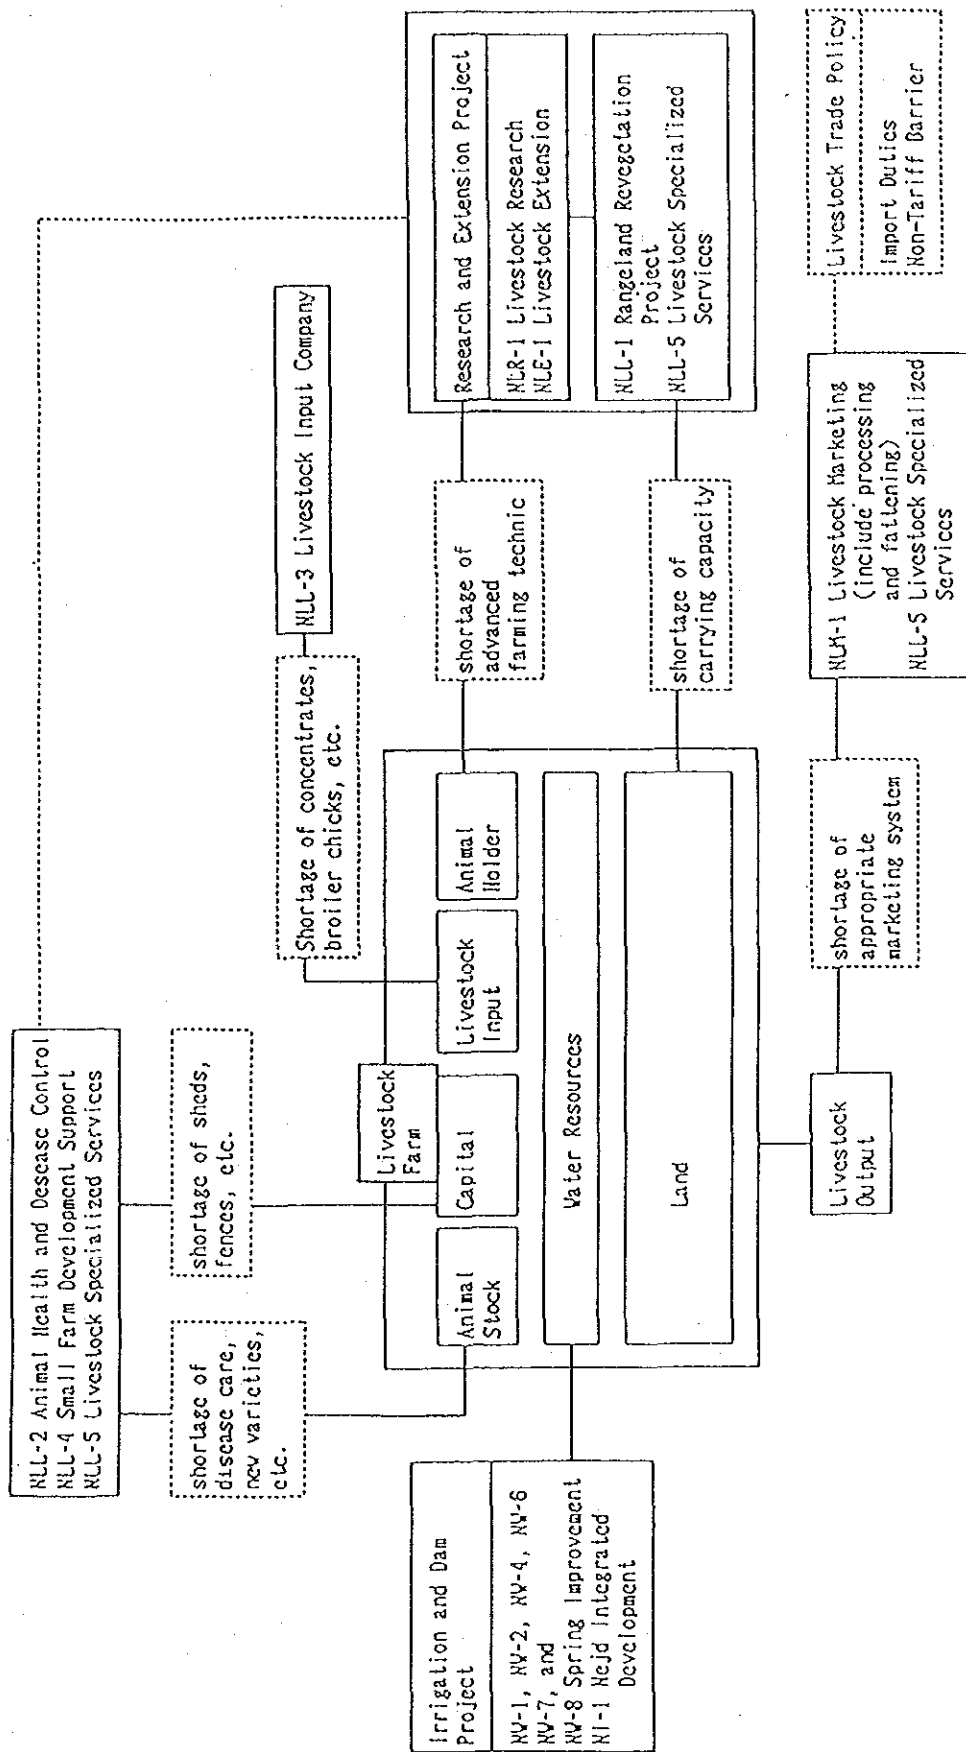 NLL-2 Animal Health and Desease Control
NLL-4 Small Farm Development Support
NLL-5 Livestock Specialized Services
shortage of
disease care,
new varieties,
etc.
shortage of sheds,
fences, etc.
Shortage of concentrates,
broiler chicks, etc.
NLL-3 Livestock Input Company
Irrigation and Dam
Project
NW-1, NW-2, NW-4, NW-6
NW-7, and
NW-8 Spring Improvement
NI-1 Nejd Integrated
Development
Livestock
Farm
Animal
Stock
Capital
Livestock
Input
Animal
Holder
Water Resources
Land
shortage of
advanced
farming technic
shortage of
carrying capacity
Research and Extension Project
NLR-1 Livestock Research
NLE-1 Livestock Extension
NLL-1 Rangeland Revegetation
Project
NLL-5 Livestock Specialized
Services
Livestock
Output
shortage of
appropriate
marketing system
NLM-1 Livestock Marketing
(include processing
and fattening)
NLL-5 Livestock Specialized
Services
Livestock Trade Policy
Import Duties
Non-Tariff Barrier